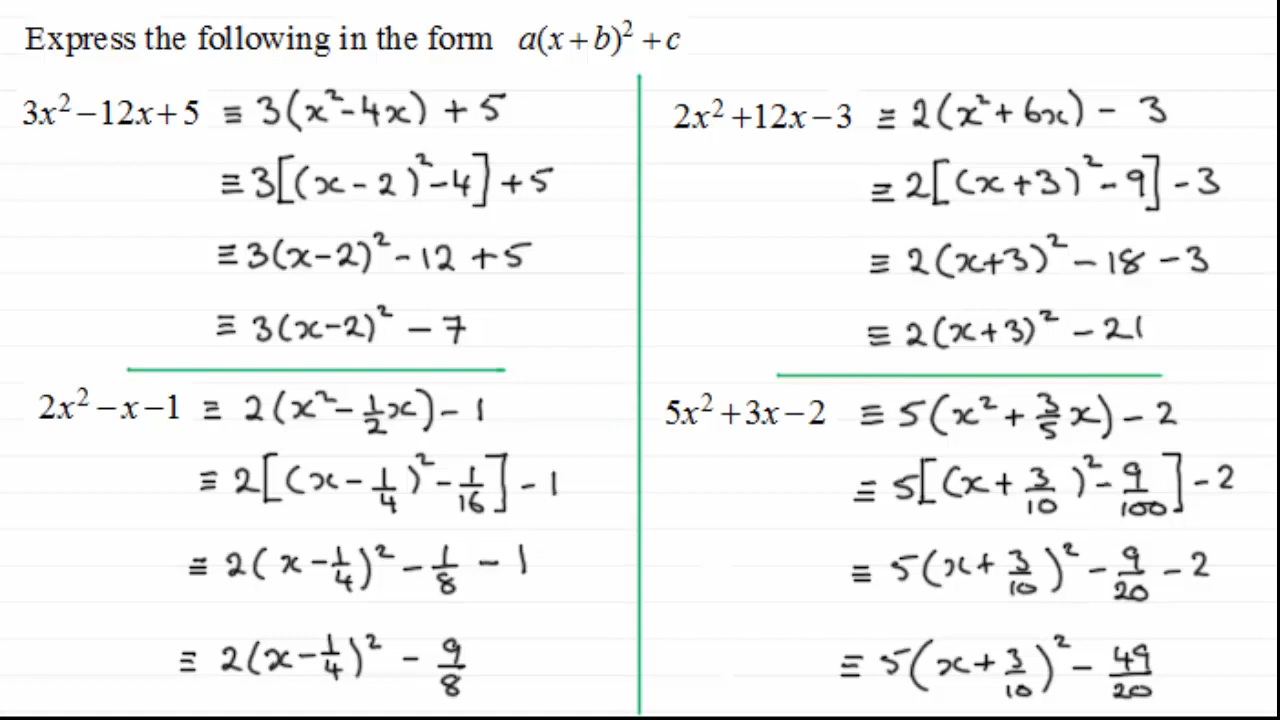 Express the following in the form a(x+b)²+c
3x²−12x+5 ≡ 3(x²−4x) + 5
≡ 3[(x−2)²−4] + 5
≡ 3(x−2)² − 12 + 5
≡ 3(x−2)² − 7
2x²−x−1 ≡ 2(x²−1/2x) − 1
≡ 2[(x−1/4)²−1/16] − 1
≡ 2(x−1/4)² − 1/8 − 1
≡ 2(x−1/4)² − 9/8
2x²+12x−3 ≡ 2(x²+6x) − 3
≡ 2[(x+3)²−9] − 3
≡ 2(x+3)² − 18 − 3
≡ 2(x+3)² − 21
5x²+3x−2 ≡ 5(x²+3/5x) − 2
≡ 5[(x+3/10)²−9/100] − 2
≡ 5(x+3/10)² − 9/20 − 2
≡ 5(x+3/10)² − 49/20